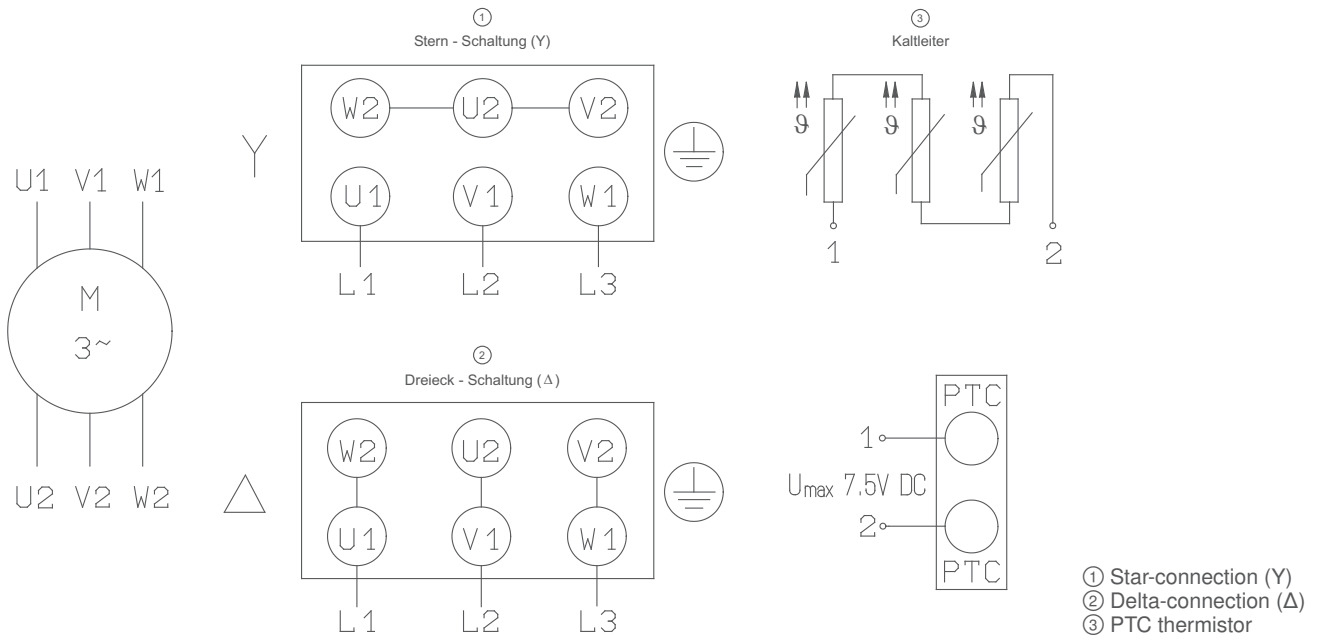 ①
Stern - Schaltung (Y)
W2 U2 V2
Y
U1 V1 W1
L1 L2 L3
③
Kaltleiter
ϑ ϑ ϑ
1 2
U1 V1 W1
M
3~
U2 V2 W2
②
Dreieck - Schaltung (Δ)
W2 U2 V2
Δ
U1 V1 W1
L1 L2 L3
PTC
1
Umax 7.5V DC
2
PTC
① Star-connection (Y)
② Delta-connection (Δ)
③ PTC thermistor